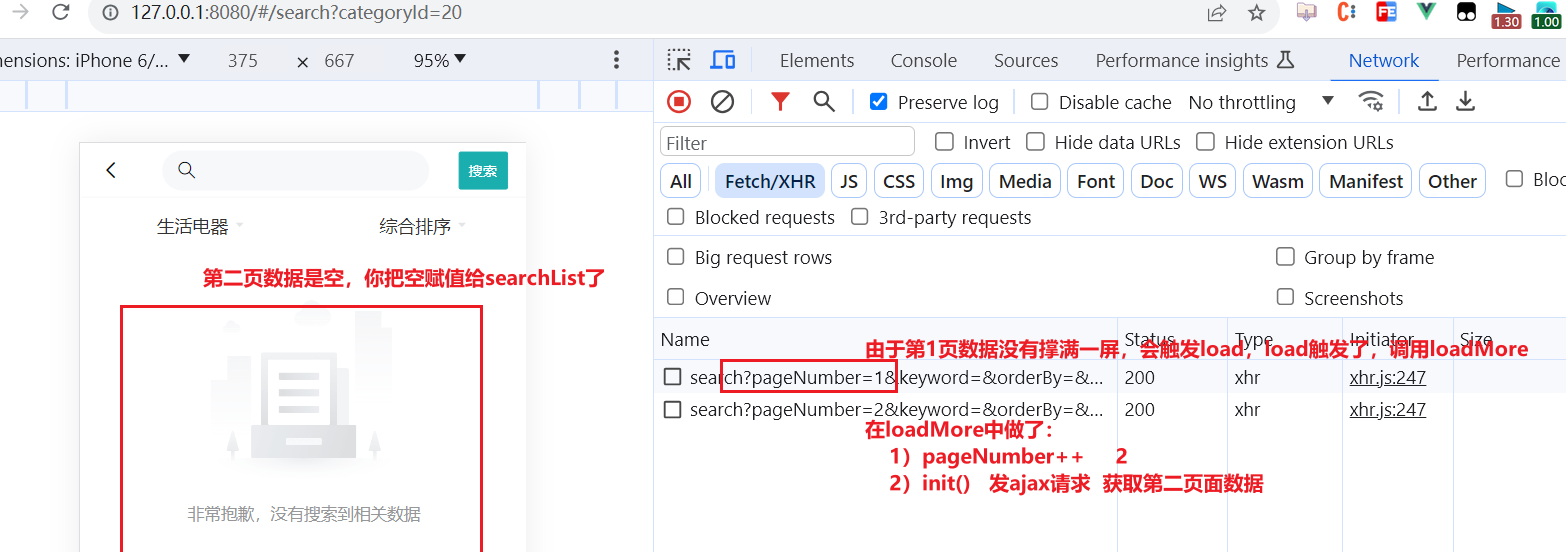 127.0.0.1:8080/#/search?categoryId=20
1.30
1.00
nensions: iPhone 6/... ▼ 375 × 667 95% ▼
Elements Console Sources Performance insights Network Performance
Preserve log Disable cache No throttling ▼
Filter
Invert Hide data URLs Hide extension URLs
All Fetch/XHR JS CSS Img Media Font Doc WS Wasm Manifest Other Bloc
Blocked requests 3rd-party requests
Big request rows Group by frame
Overview Screenshots
Name Status Type Initiator Size
由于第1页数据没有撑满一屏，会触发load，load触发了，调用loadMore
search?pageNumber=1&keyword=&orderBy=&... 200 xhr xhr.js:247
search?pageNumber=2&keyword=&orderBy=&... 200 xhr xhr.js:247
在loadMore中做了：
1）pageNumber++ 2
2）init() 发ajax请求 获取第二页面数据
搜索
生活电器 综合排序
第二页数据是空，你把空赋值给searchList了
非常抱歉，没有搜索到相关数据